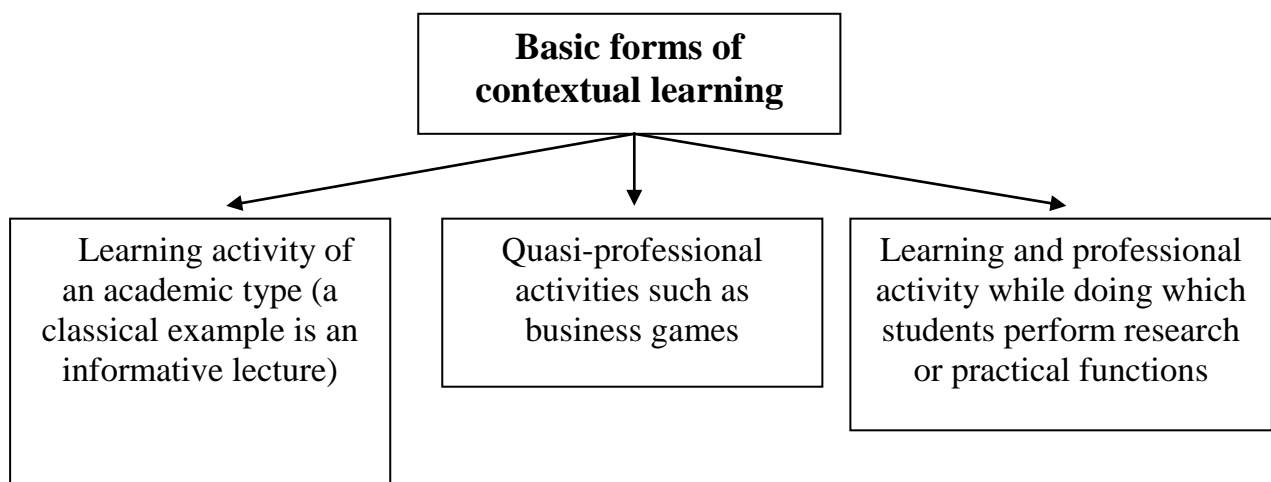 Basic forms of
contextual learning
Learning activity of
an academic type (a
classical example is an
informative lecture)
Quasi-professional
activities such as
business games
Learning and professional
activity while doing which
students perform research
or practical functions